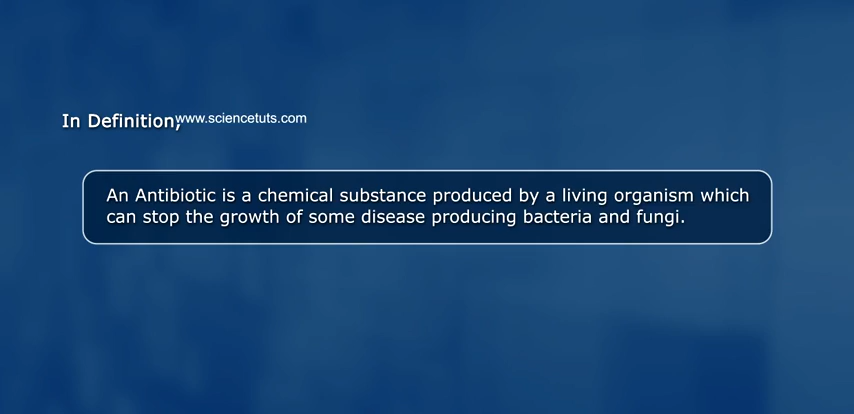 In Definition,
www.sciencetuts.com
An Antibiotic is a chemical substance produced by a living organism which
can stop the growth of some disease producing bacteria and fungi.